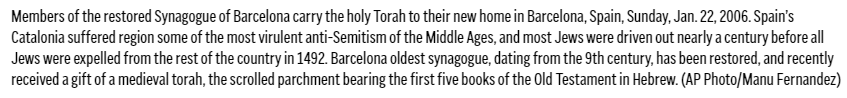 Members of the restored Synagogue of Barcelona carry the holy Torah to their new home in Barcelona, Spain, Sunday, Jan. 22, 2006. Spain's
Catalonia suffered region some of the most virulent anti-Semitism of the Middle Ages, and most Jews were driven out nearly a century before all
Jews were expelled from the rest of the country in 1492. Barcelona oldest synagogue, dating from the 9th century, has been restored, and recently
received a gift of a medieval torah, the scrolled parchment bearing the first five books of the Old Testament in Hebrew. (AP Photo/Manu Fernandez)